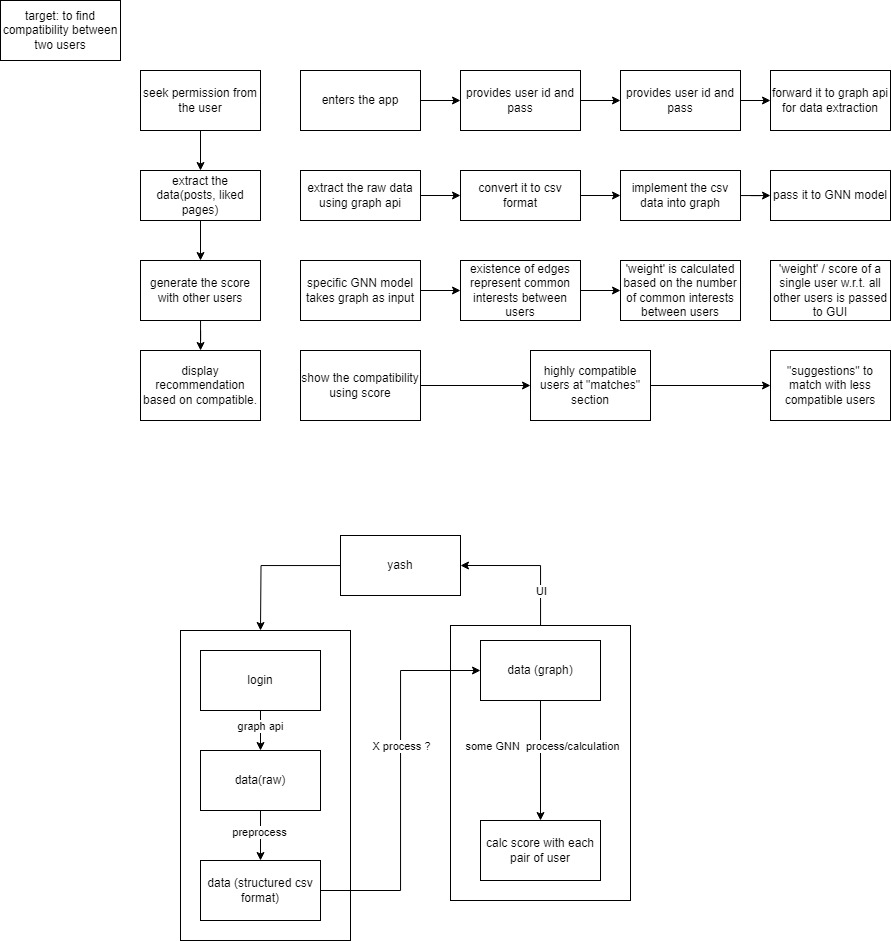 target: to find
compatibility between
two users
seek permission from
the user
enters the app
provides user id and
pass
provides user id and
pass
forward it to graph api
for data extraction
extract the
data(posts, liked
pages)
extract the raw data
using graph api
convert it to csv
format
implement the csv
data into graph
pass it to GNN model
generate the score
with other users
specific GNN model
takes graph as input
existence of edges
represent common
interests between
users
'weight' is calculated
based on the number
of common interests
between users
'weight' / score of a
single user w.r.t. all
other users is passed
to GUI
display
recommendation
based on compatible.
show the compatibility
using score
highly compatible
users at "matches"
section
"suggestions" to
match with less
compatible users
yash
UI
login
graph api
data(raw)
preprocess
data (structured csv
format)
X process ?
data (graph)
some GNN process/calculation
calc score with each
pair of user